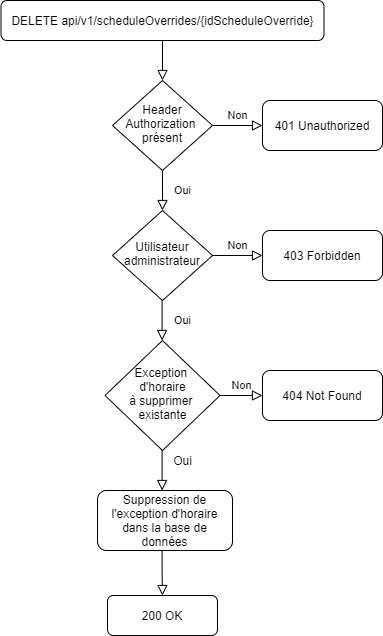 DELETE api/v1/scheduleOverrides/{idScheduleOverride}
Header
Authorization
présent
Non
401 Unauthorized
Oui
Utilisateur
administrateur
Non
403 Forbidden
Oui
Exception
d'horaire
à supprimer
existante
Non
404 Not Found
Oui
Suppression de
l'exception d'horaire
dans la base de
données
200 OK